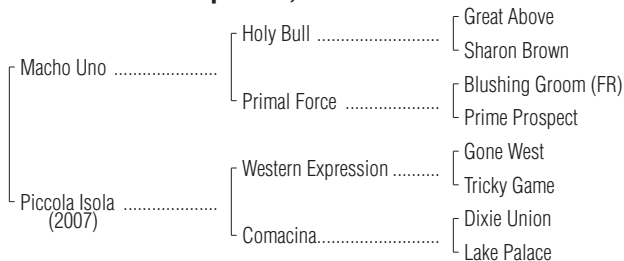 Great Above
Holy Bull ..............................
Sharon Brown
Macho Uno ......................
Blushing Groom (FR)
Primal Force .......................
Prime Prospect
Gone West
Western Expression ...........
Tricky Game
Piccola Isola ....................
(2007)
Dixie Union
Comacina..............................
Lake Palace